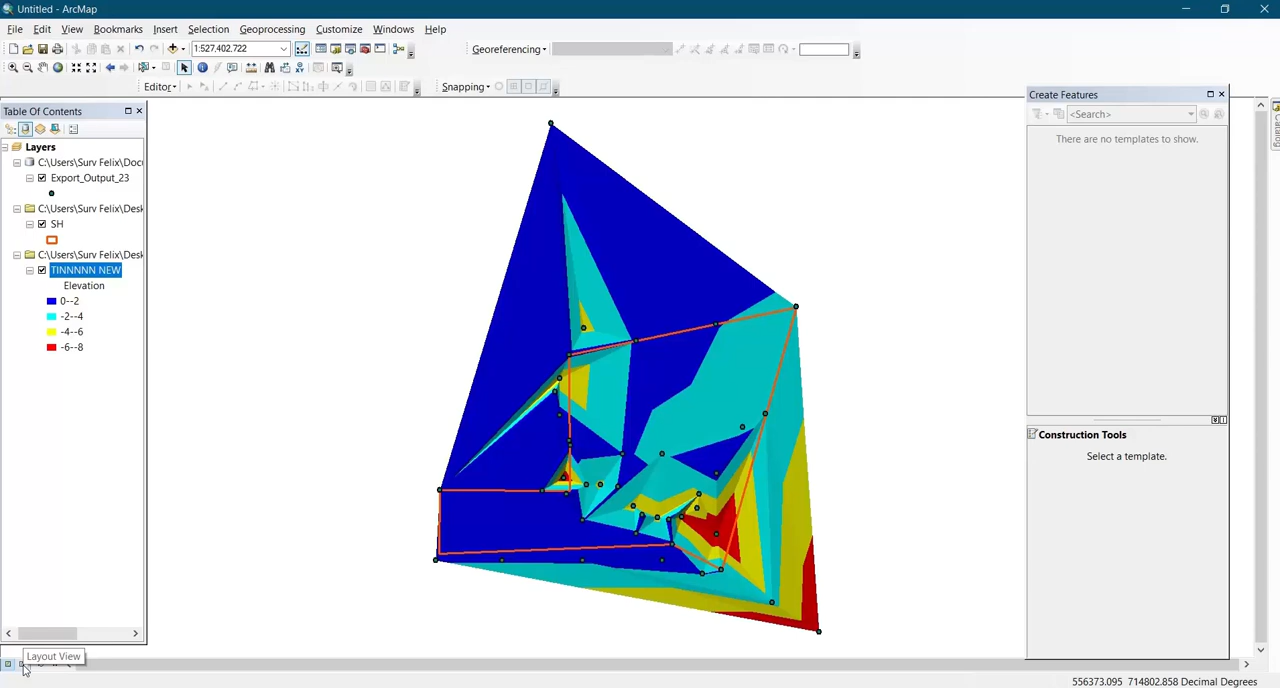 Untitled - ArcMap
File Edit View Bookmarks Insert Selection Geoprocessing Customize Windows Help
1:527.402.722 Georeferencing
Editor Snapping
Table Of Contents
Create Features
<Search>
There are no templates to show.
Catalog
Layers
C:\Users\Surv Felix\Docu
Export_Output_23
C:\Users\Surv Felix\Desk
SH
C:\Users\Surv Felix\Desk
TINNNNN NEW
Elevation
0--2
-2--4
-4--6
-6--8
Construction Tools
Select a template.
Layout View
556373.095 714802.858 Decimal Degrees